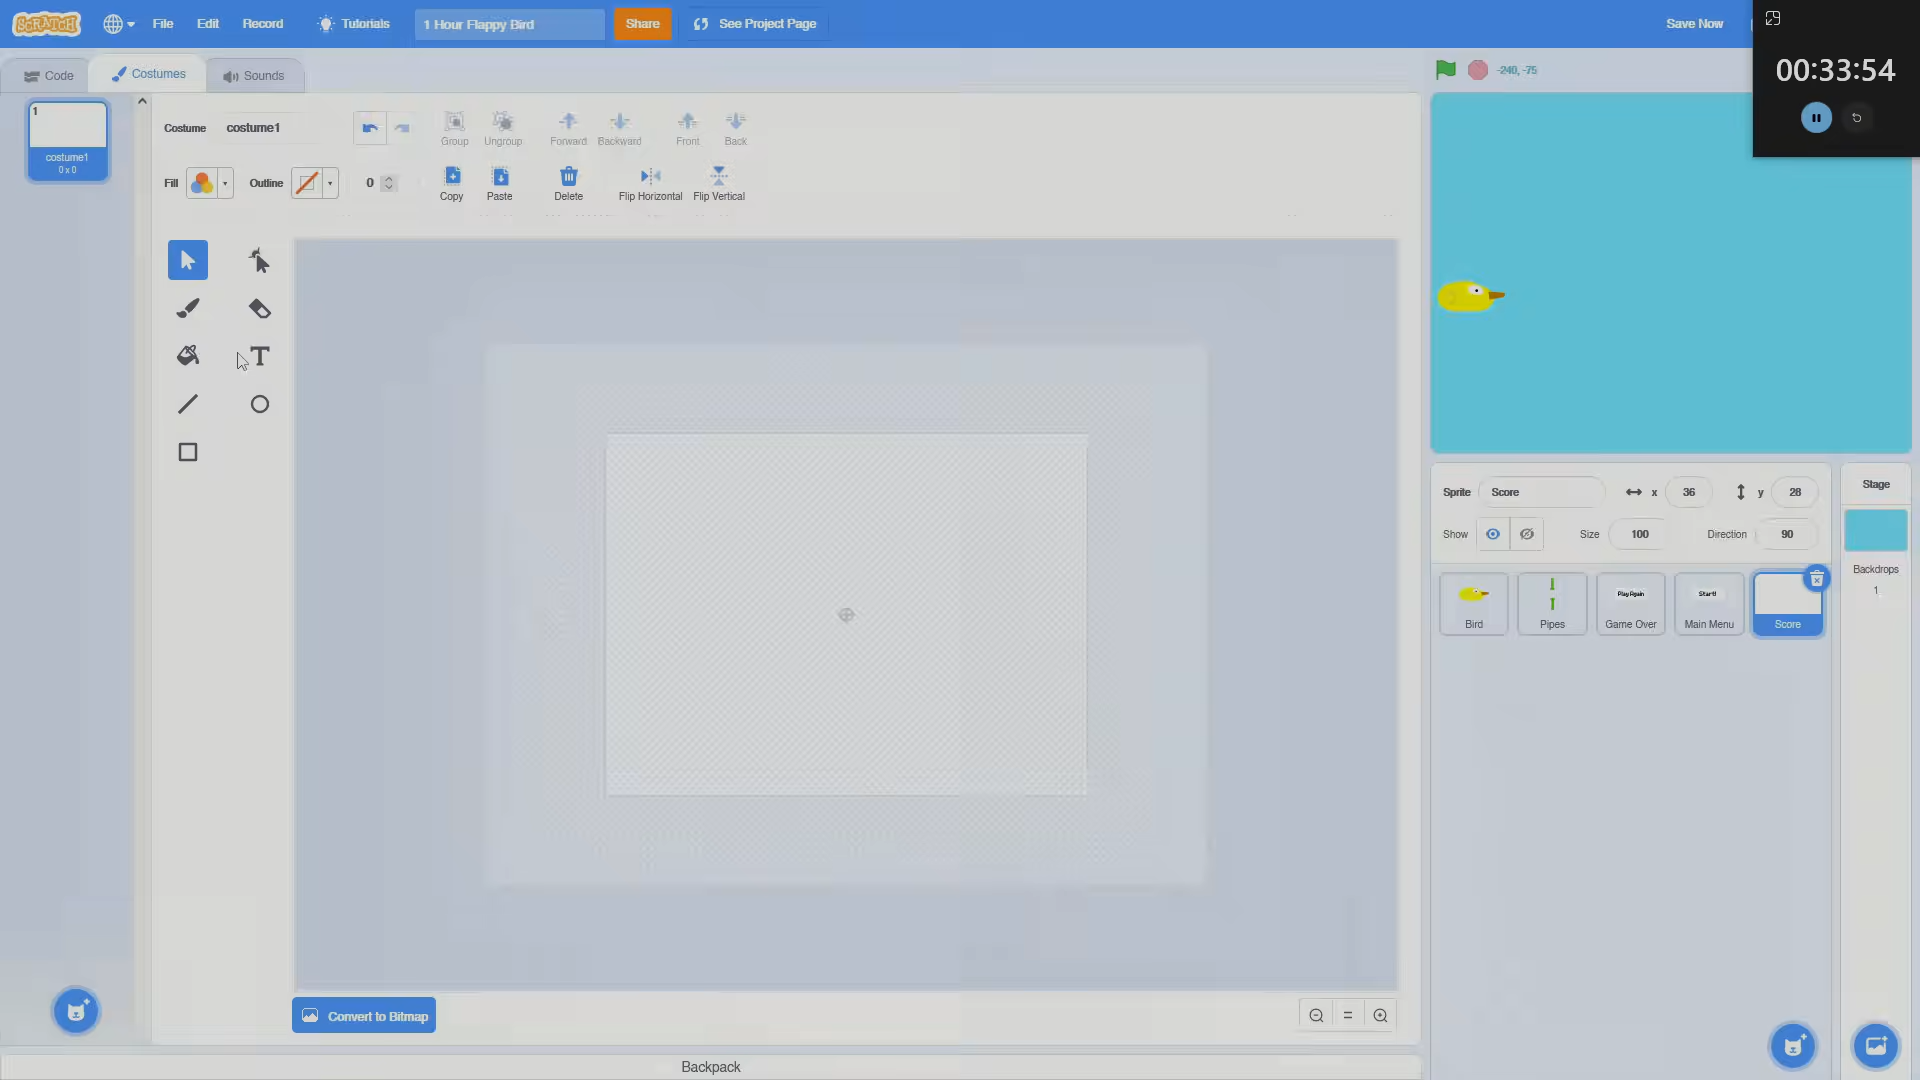 SCRATCH
File
Edit
Record
Tutorials
1 Hour Flappy Bird
Share
See Project Page
Save Now
00:33:54
Code
Costumes
Sounds
-240, -75
1
costume1
0 x 0
Costume
costume1
Group
Ungroup
Forward
Backward
Front
Back
Fill
Outline
0
Copy
Paste
Delete
Flip Horizontal
Flip Vertical
T
Sprite
Score
x
36
y
28
Show
Size
100
Direction
90
Stage
Backdrops
1
Play Again
Start!
Bird
Pipes
Game Over
Main Menu
Score
Convert to Bitmap
Backpack